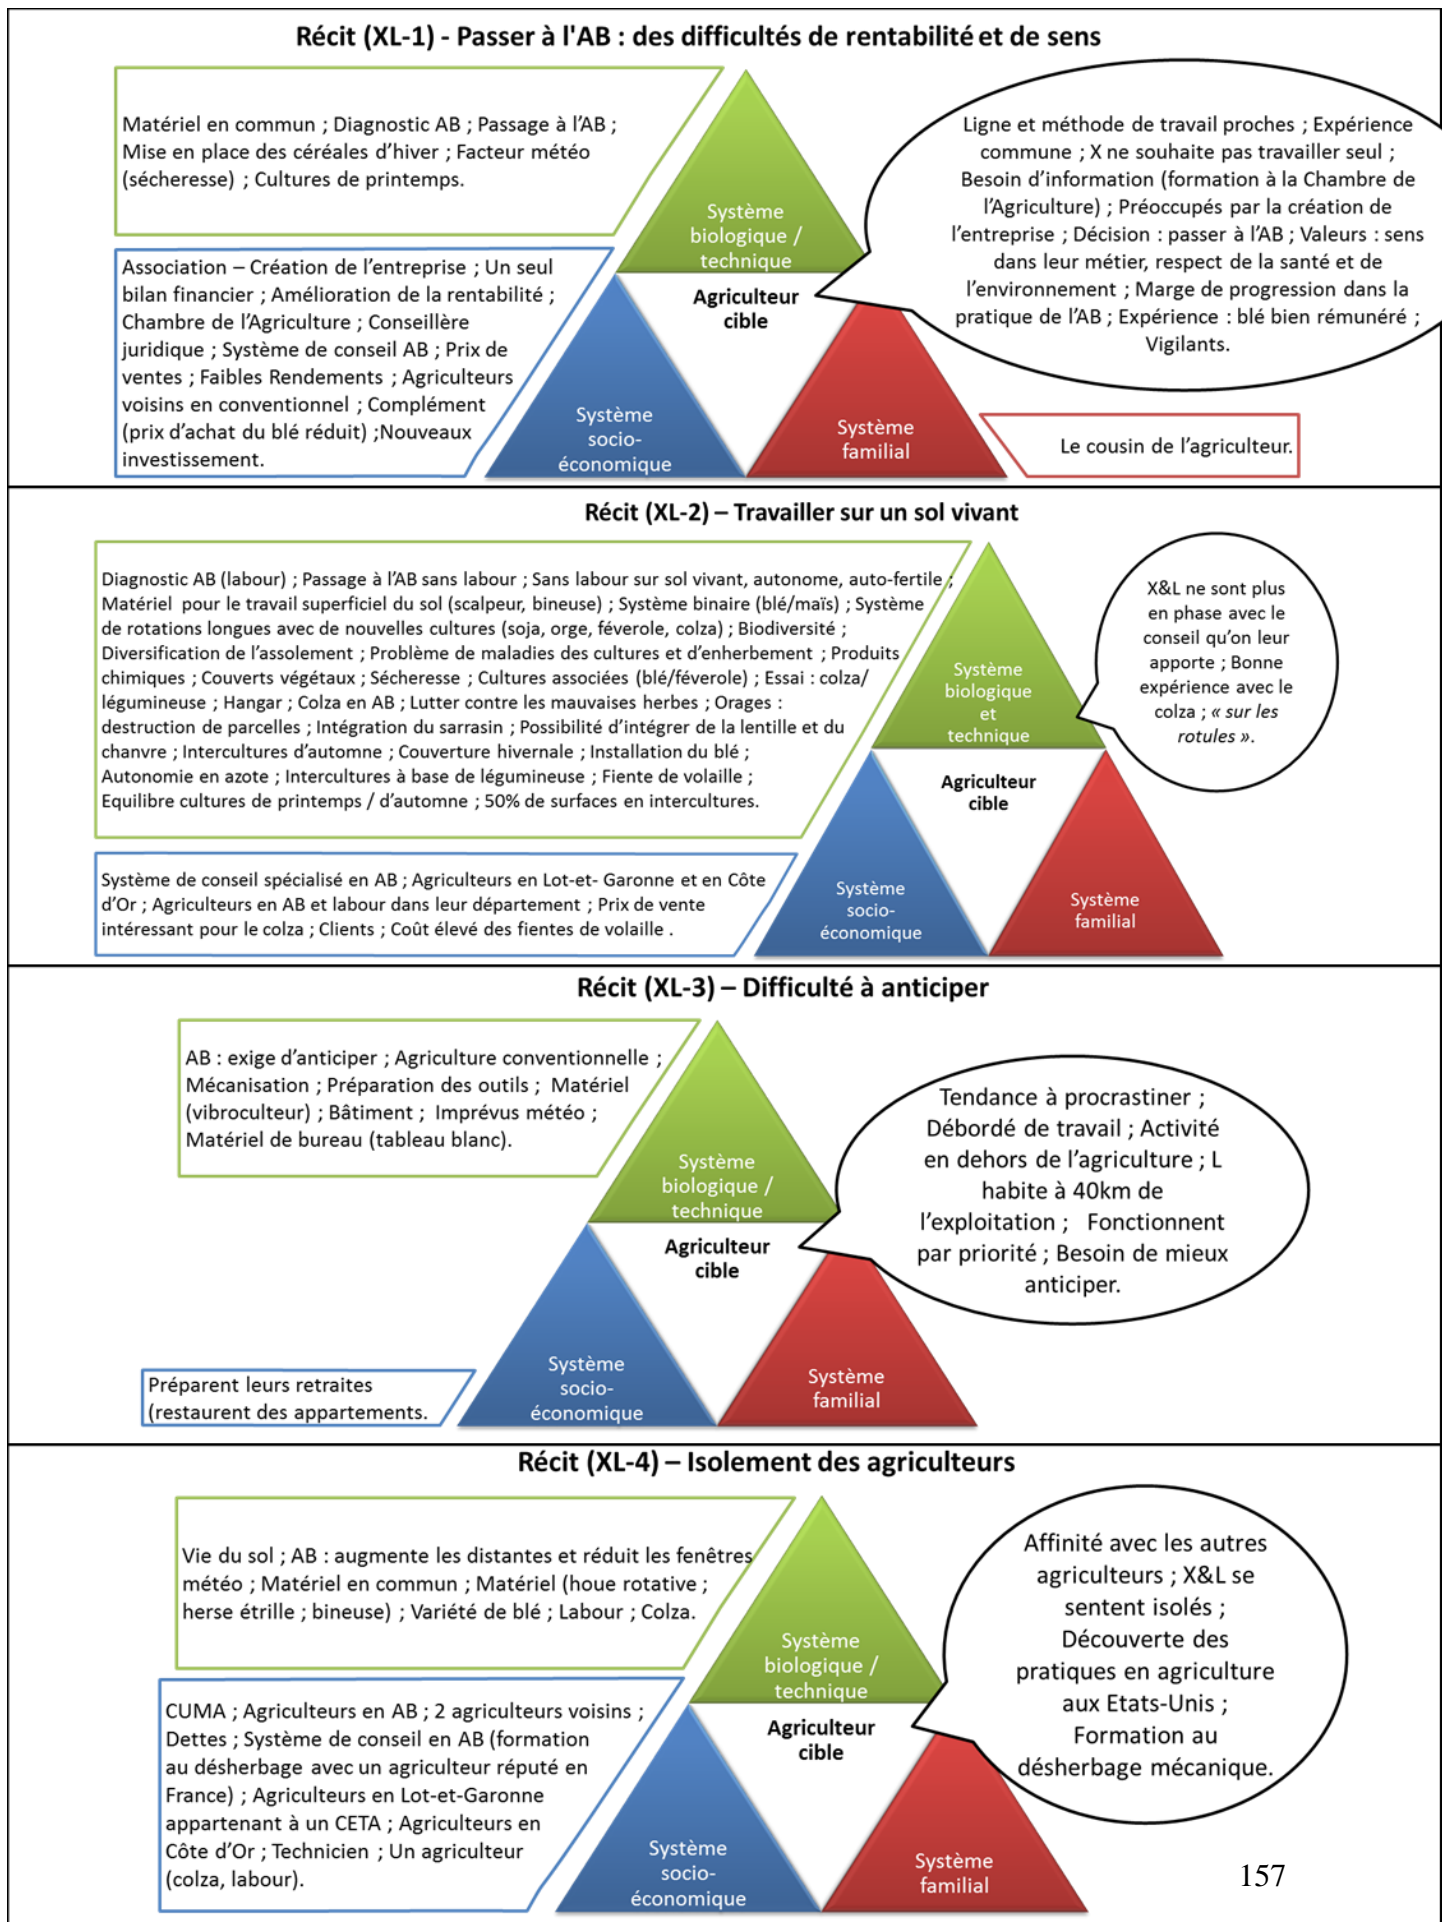 Récit (XL-1) - Passer à l'AB : des difficultés de rentabilité et de sens
Matériel en commun ; Diagnostic AB ; Passage à l'AB ;
Mise en place des céréales d'hiver ; Facteur météo
(sécheresse) ; Cultures de printemps.
Ligne et méthode de travail proches ; Expérience
commune ; X ne souhaite pas travailler seul ;
Besoin d'information (formation à la Chambre de
l'Agriculture) ; Préoccupés par la création de
l'entreprise ; Décision : passer à l'AB ; Valeurs : sens
dans leur métier, respect de la santé et de
l'environnement ; Marge de progression dans la
pratique de l'AB ; Expérience : blé bien rémunéré ;
Vigilants.
Système
biologique /
technique
Association – Création de l'entreprise ; Un seul
bilan financier ; Amélioration de la rentabilité ;
Chambre de l'Agriculture ; Conseillère
juridique ; Système de conseil AB ; Prix de
ventes ; Faibles Rendements ; Agriculteurs
voisins en conventionnel ; Complément
(prix d'achat du blé réduit) ;Nouveaux
investissement.
Agriculteur
cible
Système
socio-
économique
Système
familial
Le cousin de l'agriculteur.
Récit (XL-2) – Travailler sur un sol vivant
Diagnostic AB (labour) ; Passage à l'AB sans labour ; Sans labour sur sol vivant, autonome, auto-fertile ;
Matériel pour le travail superficiel du sol (scalpeur, bineuse) ; Système binaire (blé/maïs) ; Système
de rotations longues avec de nouvelles cultures (soja, orge, féverole, colza) ; Biodiversité ;
Diversification de l'assolement ; Problème de maladies des cultures et d'enherbement ; Produits
chimiques ; Couverts végétaux ; Sécheresse ; Cultures associées (blé/féverole) ; Essai : colza/
légumineuse ; Hangar ; Colza en AB ; Lutter contre les mauvaises herbes ; Orages :
destruction de parcelles ; Intégration du sarrasin ; Possibilité d'intégrer de la lentille et du
chanvre ; Intercultures d'automne ; Couverture hivernale ; Installation du blé ;
Autonomie en azote ; Intercultures à base de légumineuse ; Fiente de volaille ;
Equilibre cultures de printemps / d'automne ; 50% de surfaces en intercultures.
X&L ne sont plus
en phase avec le
conseil qu'on leur
apporte ; Bonne
expérience avec le
colza ; « sur les
rotules ».
Système
biologique
et
technique
Agriculteur
cible
Système de conseil spécialisé en AB ; Agriculteurs en Lot-et- Garonne et en Côte
d'Or ; Agriculteurs en AB et labour dans leur département ; Prix de vente
intéressant pour le colza ; Clients ; Coût élevé des fientes de volaille .
Système
socio-
économique
Système
familial
Récit (XL-3) – Difficulté à anticiper
AB : exige d'anticiper ; Agriculture conventionnelle ;
Mécanisation ; Préparation des outils ; Matériel
(vibroculteur) ; Bâtiment ; Imprévus météo ;
Matériel de bureau (tableau blanc).
Tendance à procrastiner ;
Débordé de travail ; Activité
en dehors de l'agriculture ; L
habite à 40km de
l'exploitation ; Fonctionnent
par priorité ; Besoin de mieux
anticiper.
Système
biologique /
technique
Agriculteur
cible
Préparent leurs retraites
(restaurent des appartements.
Système
socio-
économique
Système
familial
Récit (XL-4) – Isolement des agriculteurs
Vie du sol ; AB : augmente les distantes et réduit les fenêtres
météo ; Matériel en commun ; Matériel (houe rotative ;
herse étrille ; bineuse) ; Variété de blé ; Labour ; Colza.
Affinité avec les autres
agriculteurs ; X&L se
sentent isolés ;
Découverte des
pratiques en agriculture
aux Etats-Unis ;
Formation au
désherbage mécanique.
Système
biologique /
technique
Agriculteur
cible
CUMA ; Agriculteurs en AB ; 2 agriculteurs voisins ;
Dettes ; Système de conseil en AB (formation
au désherbage avec un agriculteur réputé en
France) ; Agriculteurs en Lot-et-Garonne
appartenant à un CETA ; Agriculteurs en
Côte d'Or ; Technicien ; Un agriculteur
(colza, labour).
Système
socio-
économique
Système
familial
157